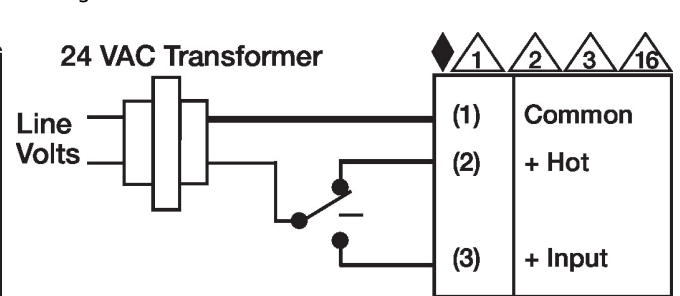 24 VAC Transformer
1 2 3 16
Line
Volts
(1) Common
(2) + Hot
(3) + Input